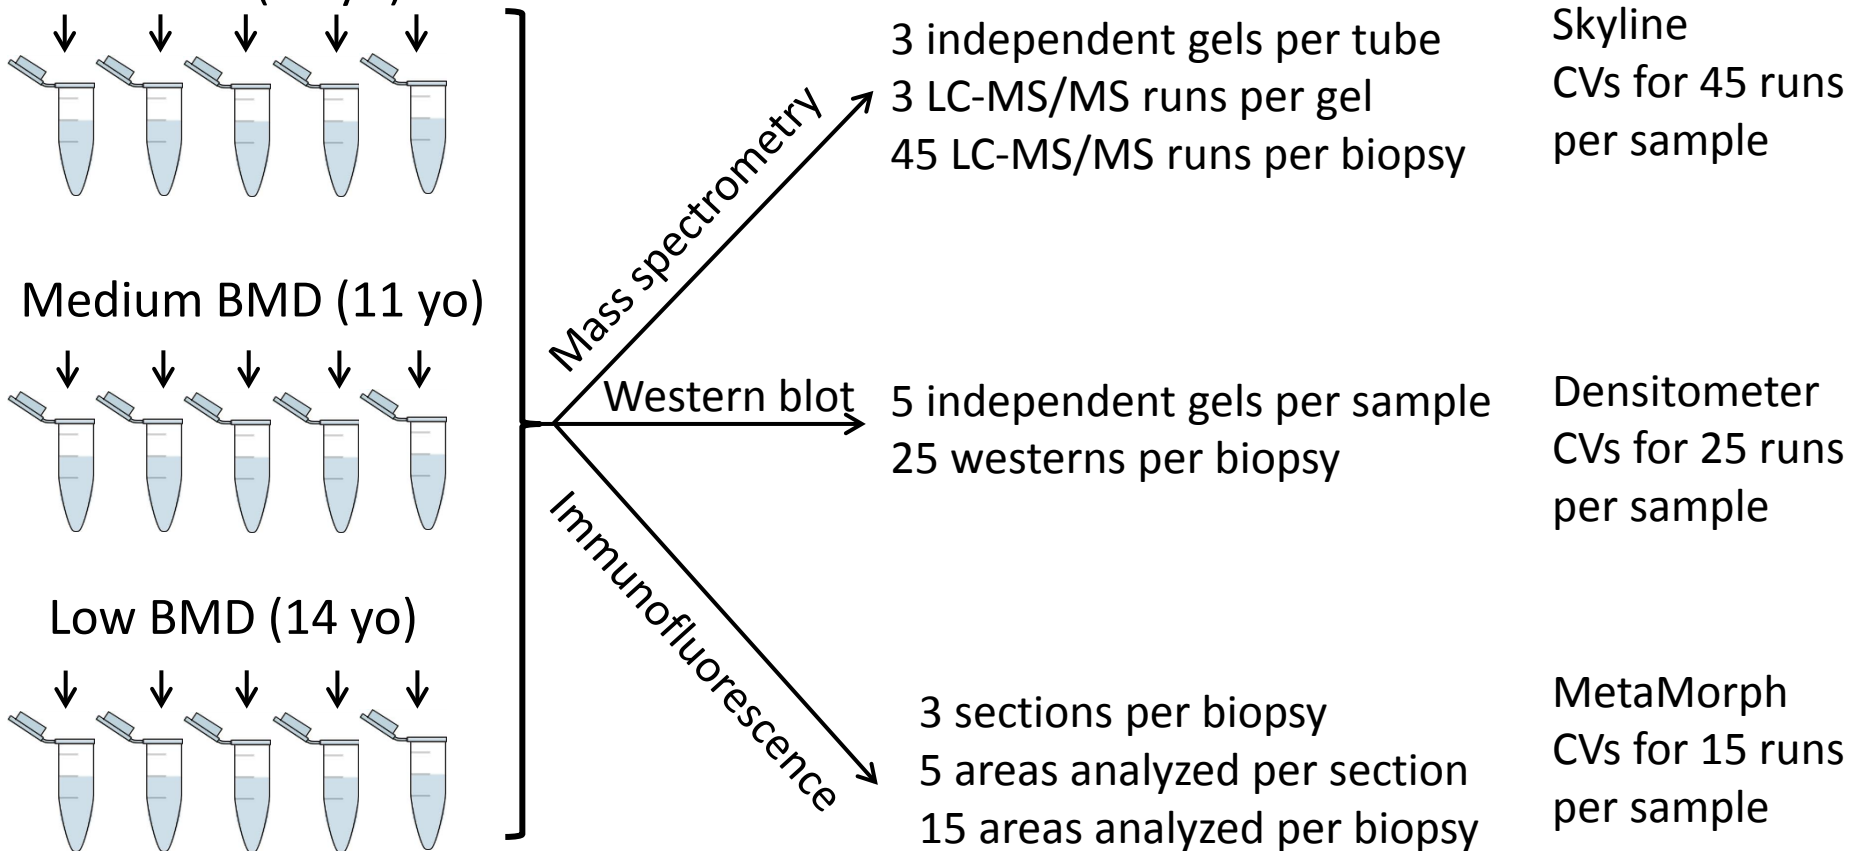 Medium BMD (11 yo)
Low BMD (14 yo)
Mass spectrometry
Western blot
Immunofluorescence
3 independent gels per tube
3 LC-MS/MS runs per gel
45 LC-MS/MS runs per biopsy
5 independent gels per sample
25 westerns per biopsy
3 sections per biopsy
5 areas analyzed per section
15 areas analyzed per biopsy
Skyline
CVs for 45 runs
per sample
Densitometer
CVs for 25 runs
per sample
MetaMorph
CVs for 15 runs
per sample